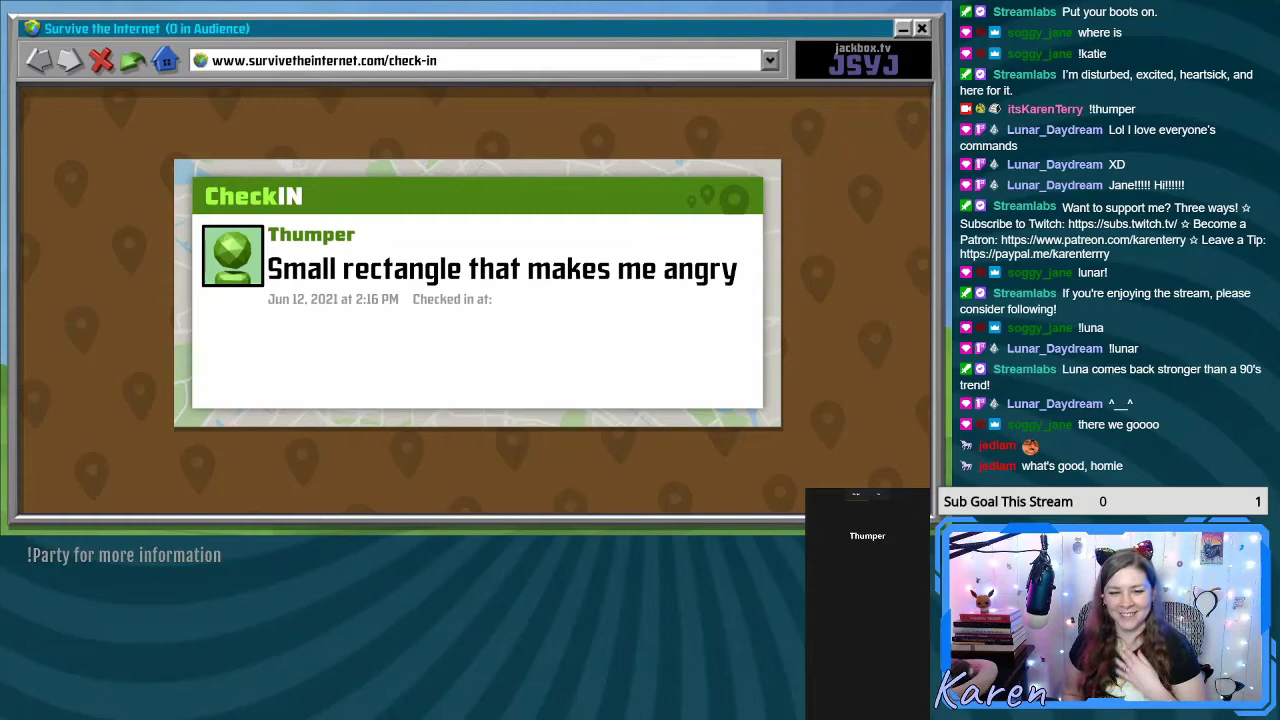 Survive the Internet (0 in Audience)
www.survivetheinternet.com/check-in
jackbox.tv
JSYJ
CheckIN
Thumper
Small rectangle that makes me angry
Jun 12, 2021 at 2:16 PM Checked in at:
!Party for more information
Thumper
Streamlabs Put your boots on.
soggy_jane where is
soggy_jane !katie
Streamlabs I'm disturbed, excited, heartsick, and
here for it.
itsKarenTerry !thumper
Lunar_Daydream Lol I love everyone's
commands
Lunar_Daydream XD
Lunar_Daydream Jane!!!!! Hi!!!!!!
Streamlabs Want to support me? Three ways! ☆
Subscribe to Twitch: https://subs.twitch.tv/ ☆ Become a
Patron: https://www.patreon.com/karenterry ☆ Leave a Tip:
https://paypal.me/karenterrry
soggy_jane lunar!
Streamlabs If you're enjoying the stream, please
consider following!
soggy_jane !luna
Lunar_Daydream !lunar
Streamlabs Luna comes back stronger than a 90's
trend!
Lunar_Daydream ^__^
soggy_jane there we goooo
jedlam
jedlam what's good, homie
Sub Goal This Stream 0 1
Karen